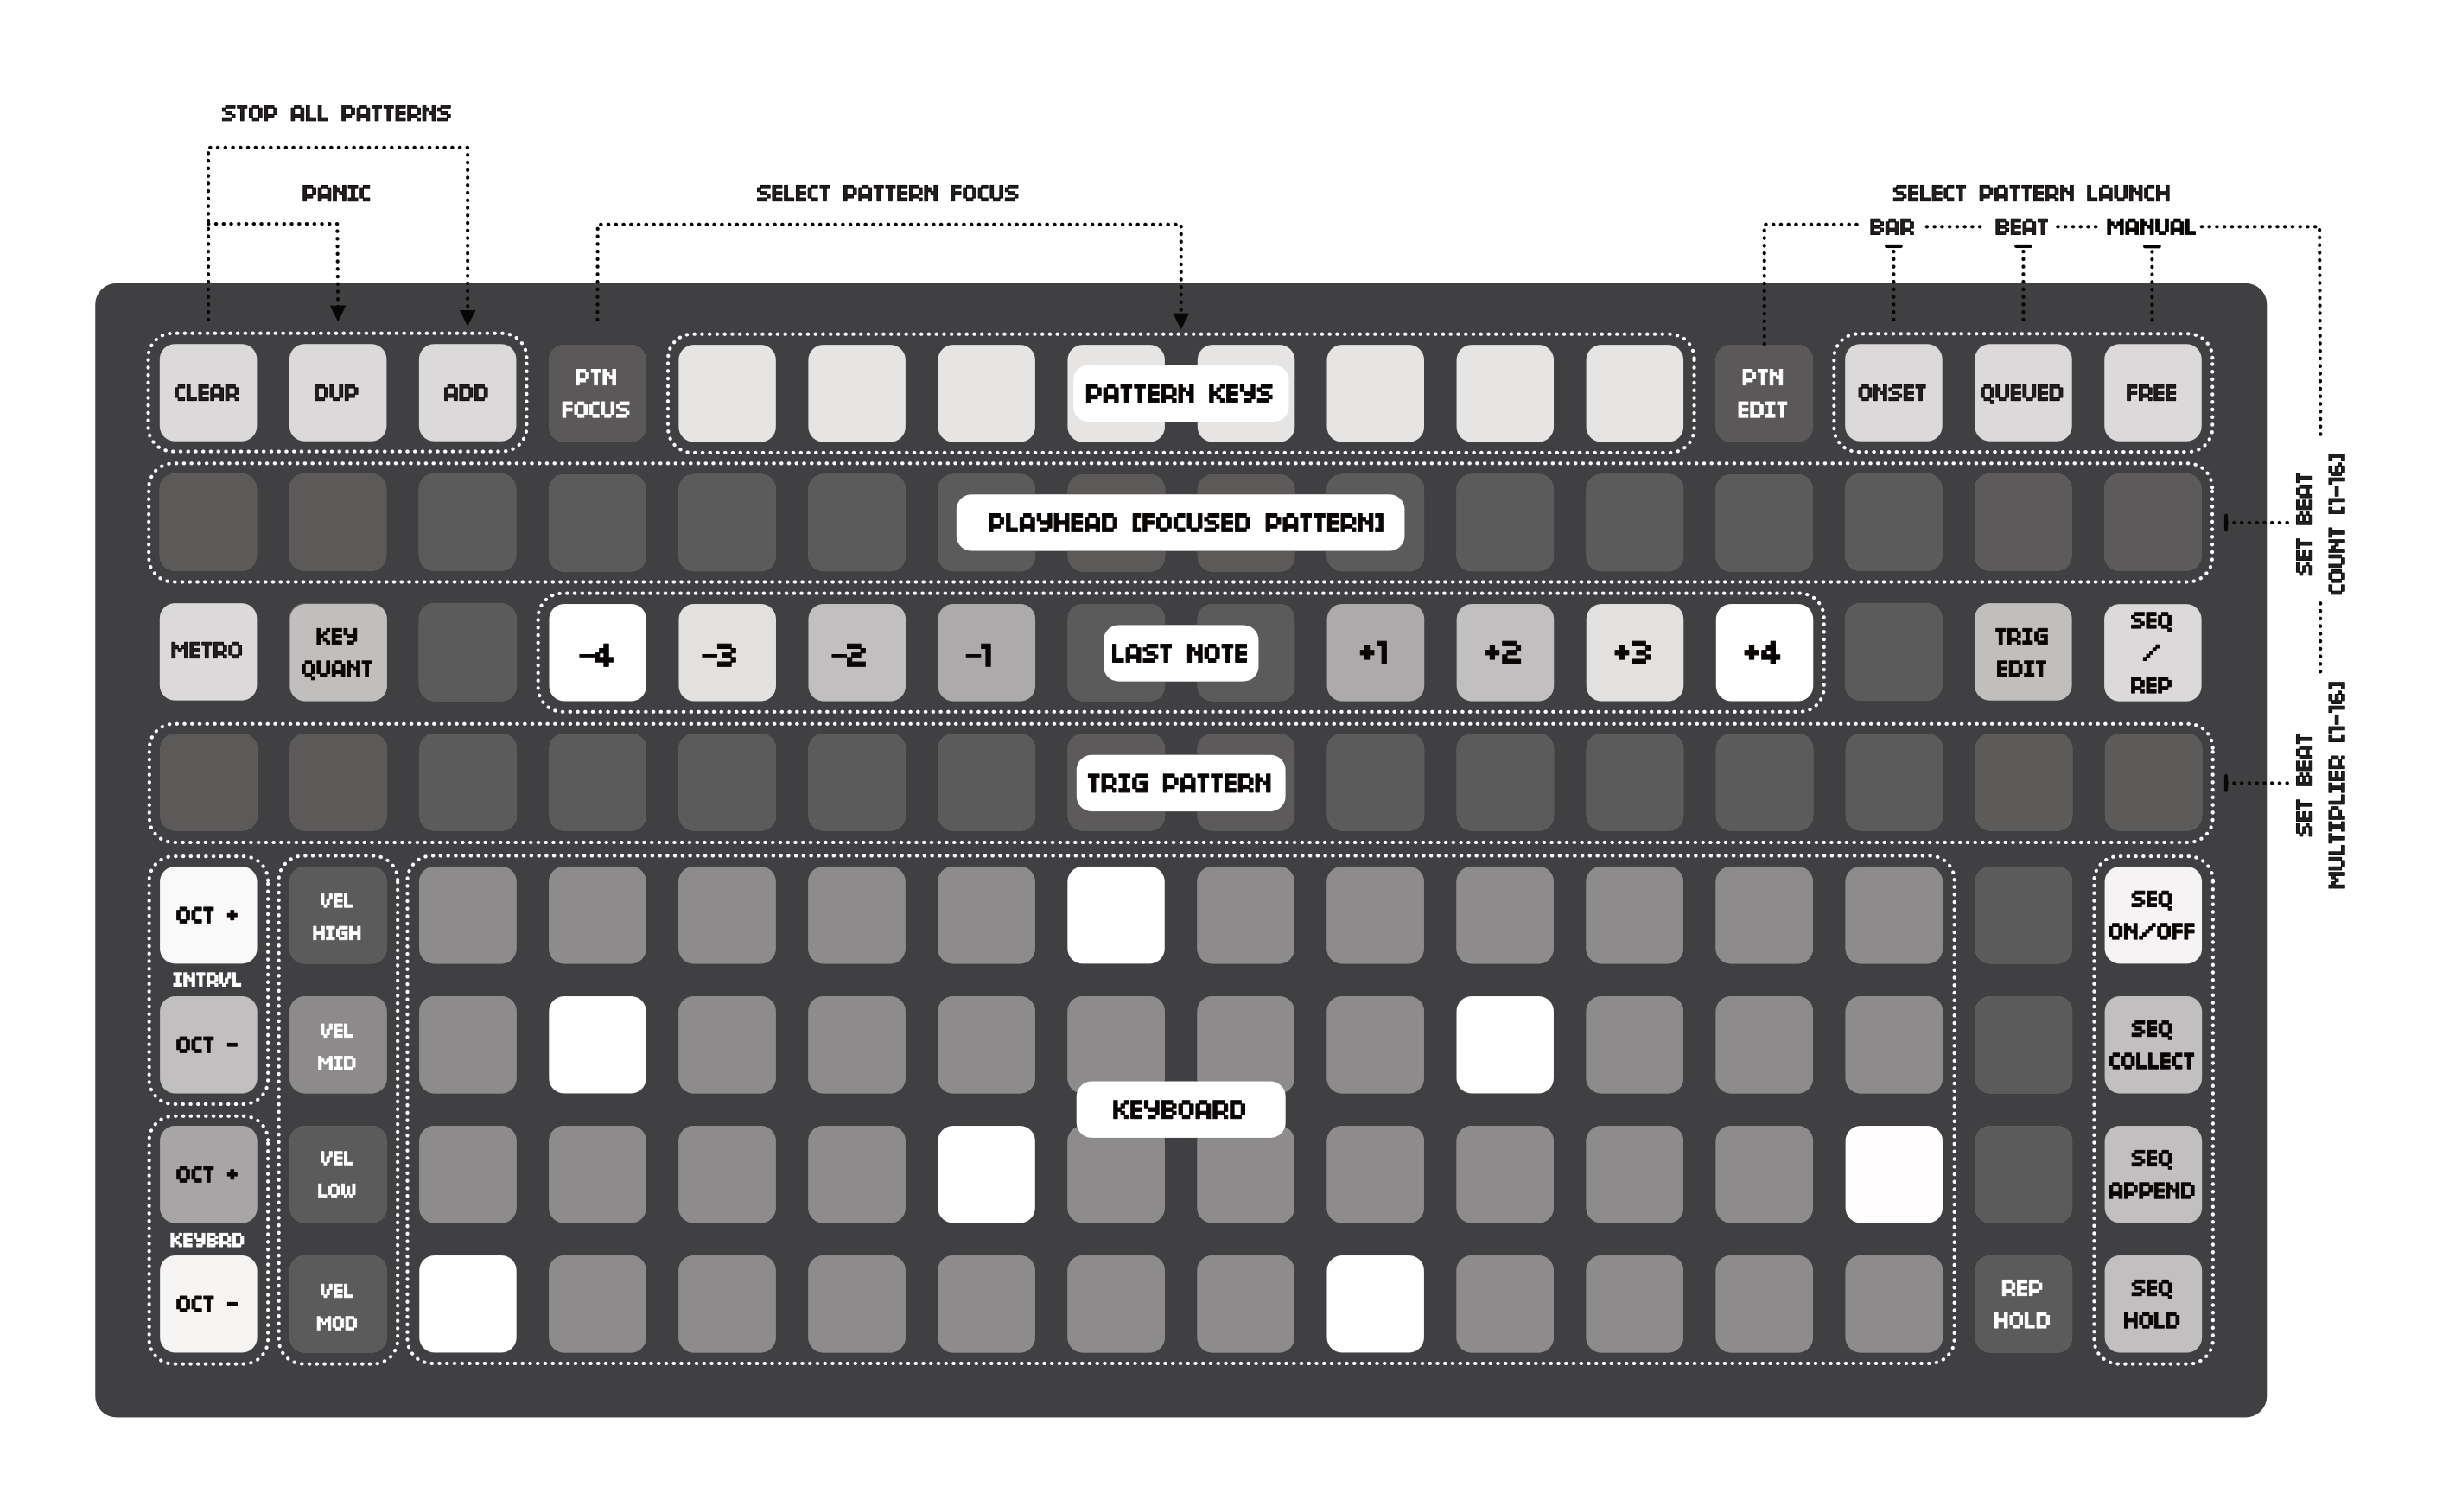 STOP ALL PATTERNS
PANIC
SELECT PATTERN FOCUS
SELECT PATTERN LAUNCH
BAR BEAT MANUAL
CLEAR
DUP
ADD
PTN
FOCUS
PATTERN KEYS
PTN
EDIT
ONSET
QUEUED
FREE
PLAYHEAD [FOCUSED PATTERN]
SET BEAT
COUNT [1-16]
METRO
KEY
QUANT
-4
-3
-2
-1
LAST NOTE
+1
+2
+3
+4
TRIG
EDIT
SEQ
/
REP
TRIG PATTERN
SET BEAT
MULTIPLIER [1-16]
OCT +
INTRVL
OCT -
OCT +
KEYBRD
OCT -
VEL
HIGH
VEL
MID
VEL
LOW
VEL
MOD
KEYBOARD
REP
HOLD
SEQ
ON/OFF
SEQ
COLLECT
SEQ
APPEND
SEQ
HOLD